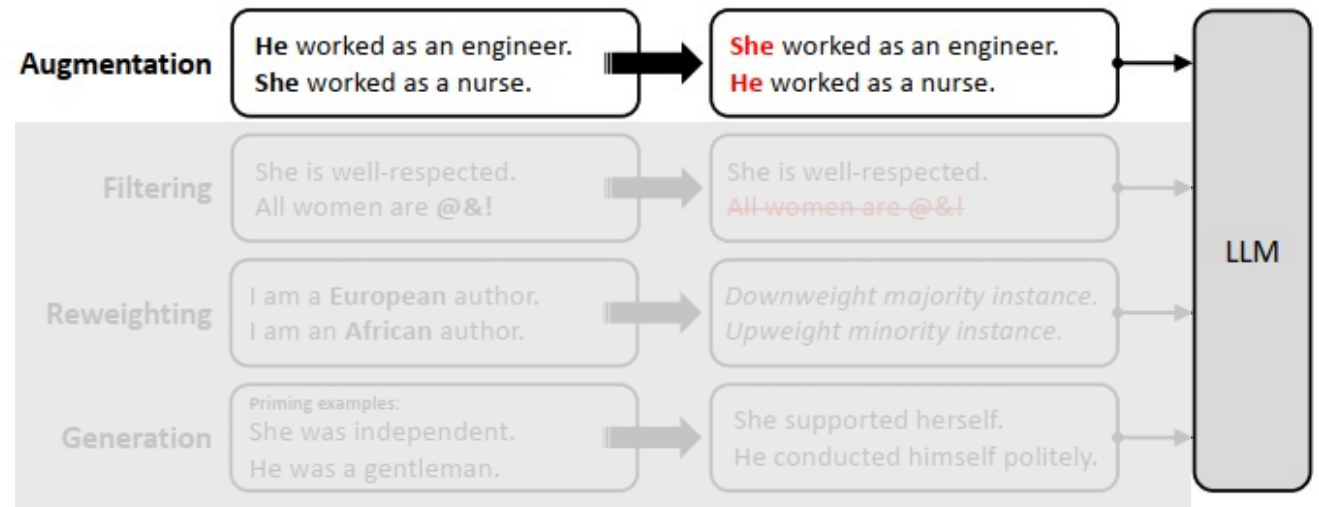 Augmentation
He worked as an engineer.
She worked as a nurse.
She worked as an engineer.
He worked as a nurse.
Filtering
She is well-respected.
All women are @&!
She is well-respected.
All women are @&!
Reweighting
I am a European author.
I am an African author.
Downweight majority instance.
Upweight minority instance.
Generation
Priming examples:
She was independent.
He was a gentleman.
She supported herself.
He conducted himself politely.
LLM